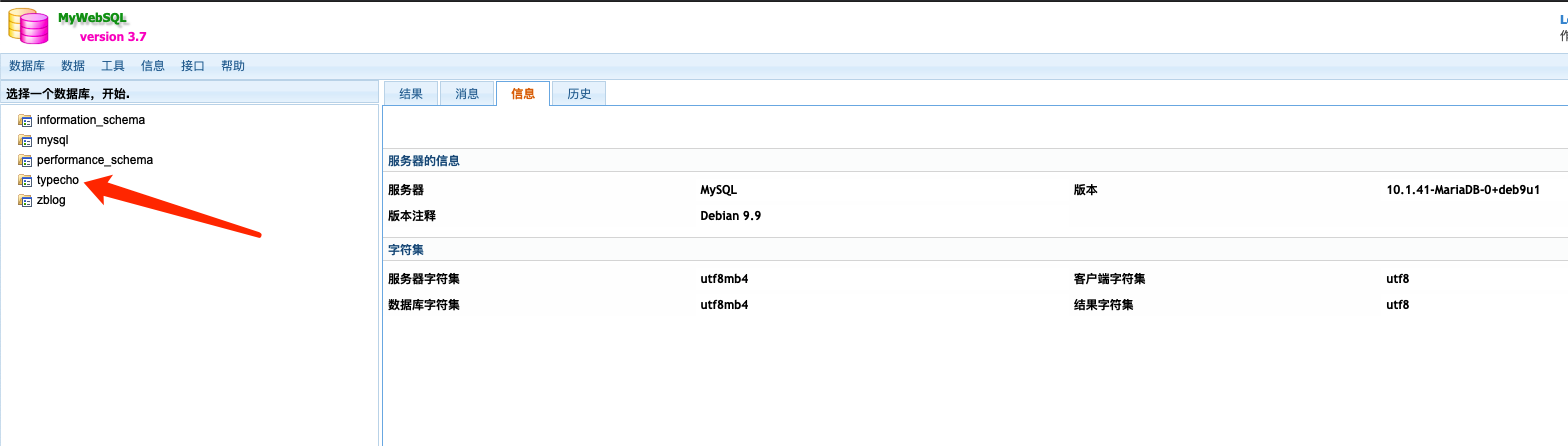 MyWebSQL
version 3.7
数据库 数据 工具 信息 接口 帮助
选择一个数据库，开始.
information_schema
mysql
performance_schema
typecho
zblog
结果 消息 信息 历史
服务器的信息
服务器 MySQL 版本 10.1.41-MariaDB-0+deb9u1
版本注释 Debian 9.9
字符集
服务器字符集 utf8mb4 客户端字符集 utf8
数据库字符集 utf8mb4 结果字符集 utf8